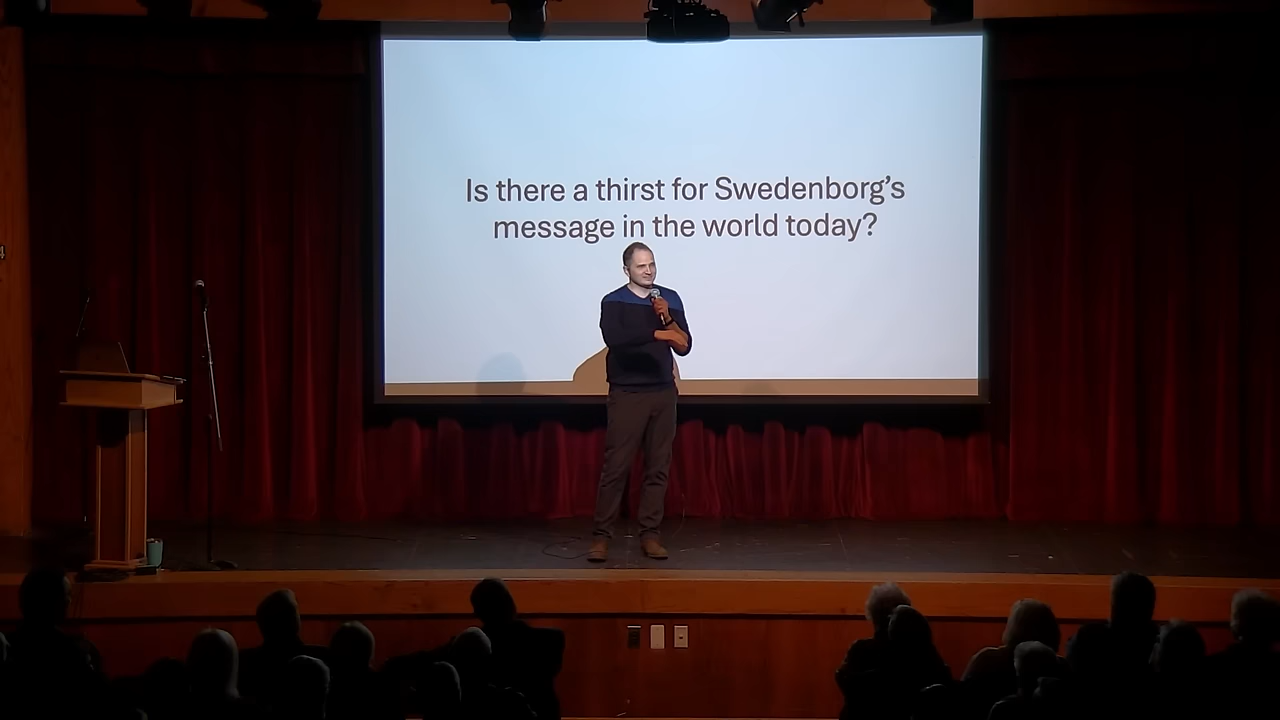 Is there a thirst for Swedenborg’s
message in the world today?